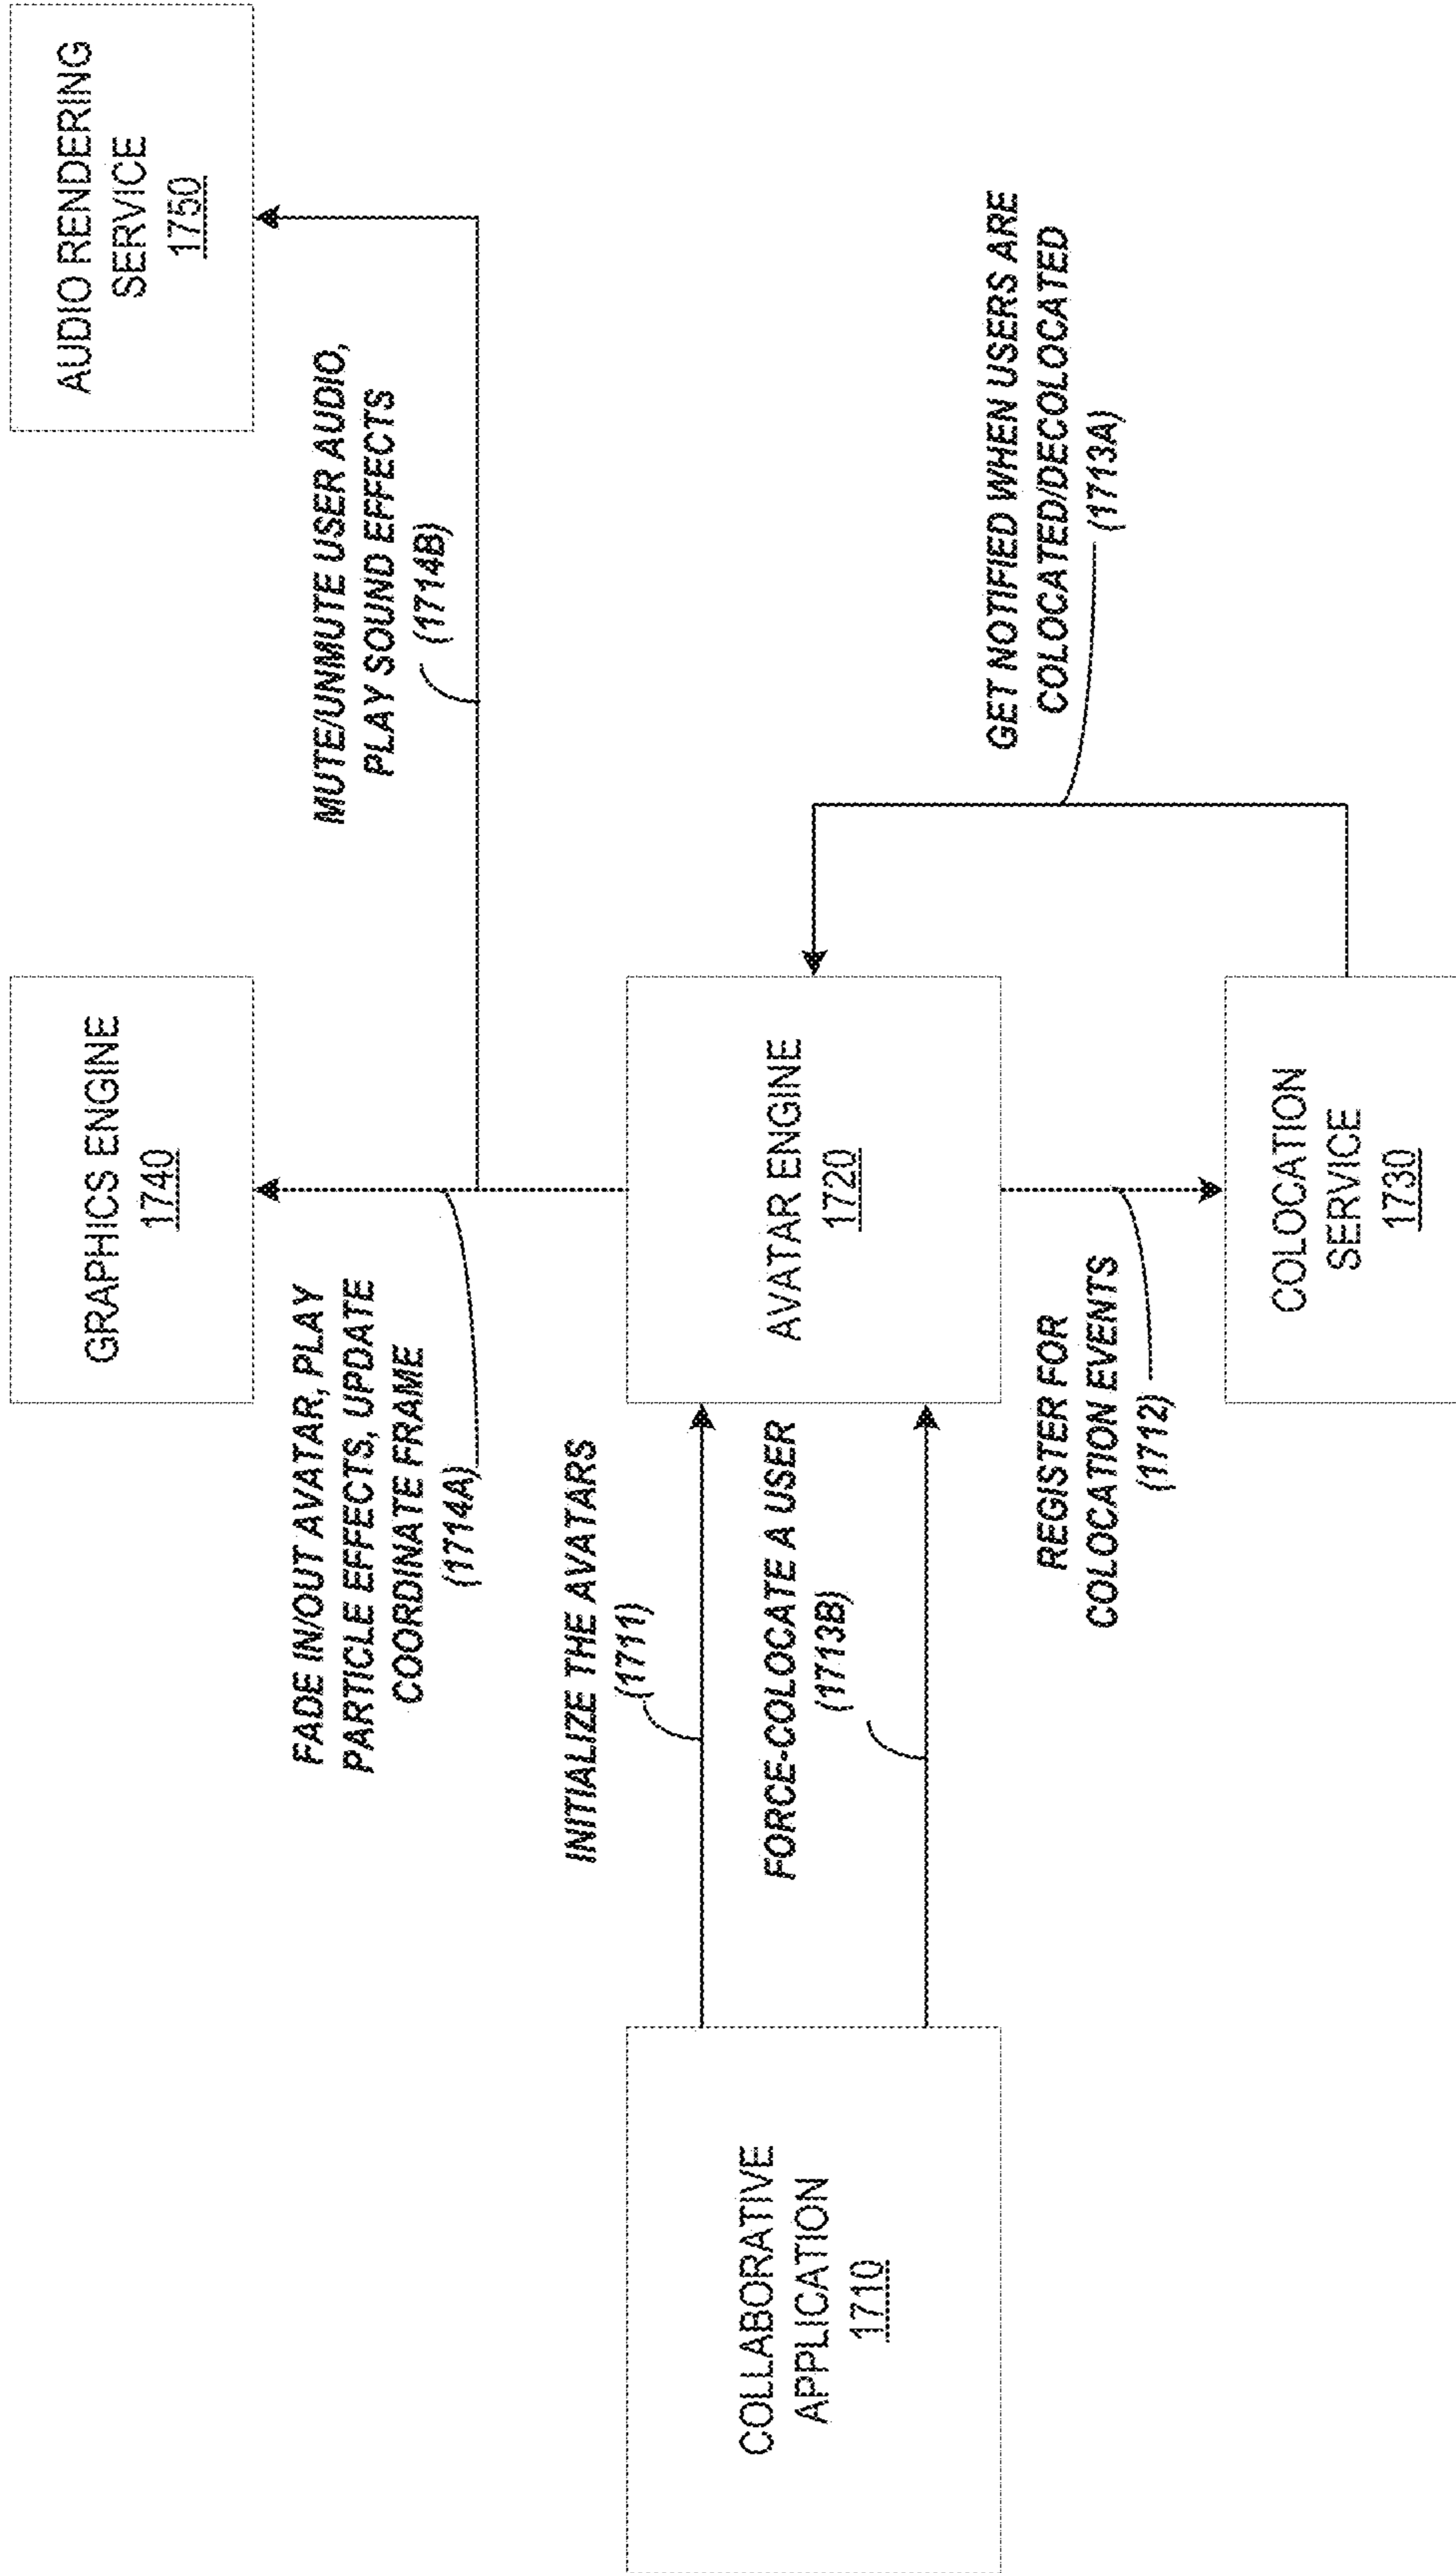 GRAPHICS ENGINE
1740
AUDIO RENDERING
SERVICE
1750
FADE IN/OUT AVATAR, PLAY
PARTICLE EFFECTS, UPDATE
COORDINATE FRAME
(1714A)
MUTE/UNMUTE USER AUDIO,
PLAY SOUND EFFECTS
(1714B)
INITIALIZE THE AVATARS
(1711)
COLLABORATIVE
APPLICATION
1710
FORCE-COLOCATE A USER
(1713B)
AVATAR ENGINE
1720
GET NOTIFIED WHEN USERS ARE
COLOCATED/DECOLOCATED
(1713A)
REGISTER FOR
COLOCATION EVENTS
(1712)
COLOCATION
SERVICE
1730